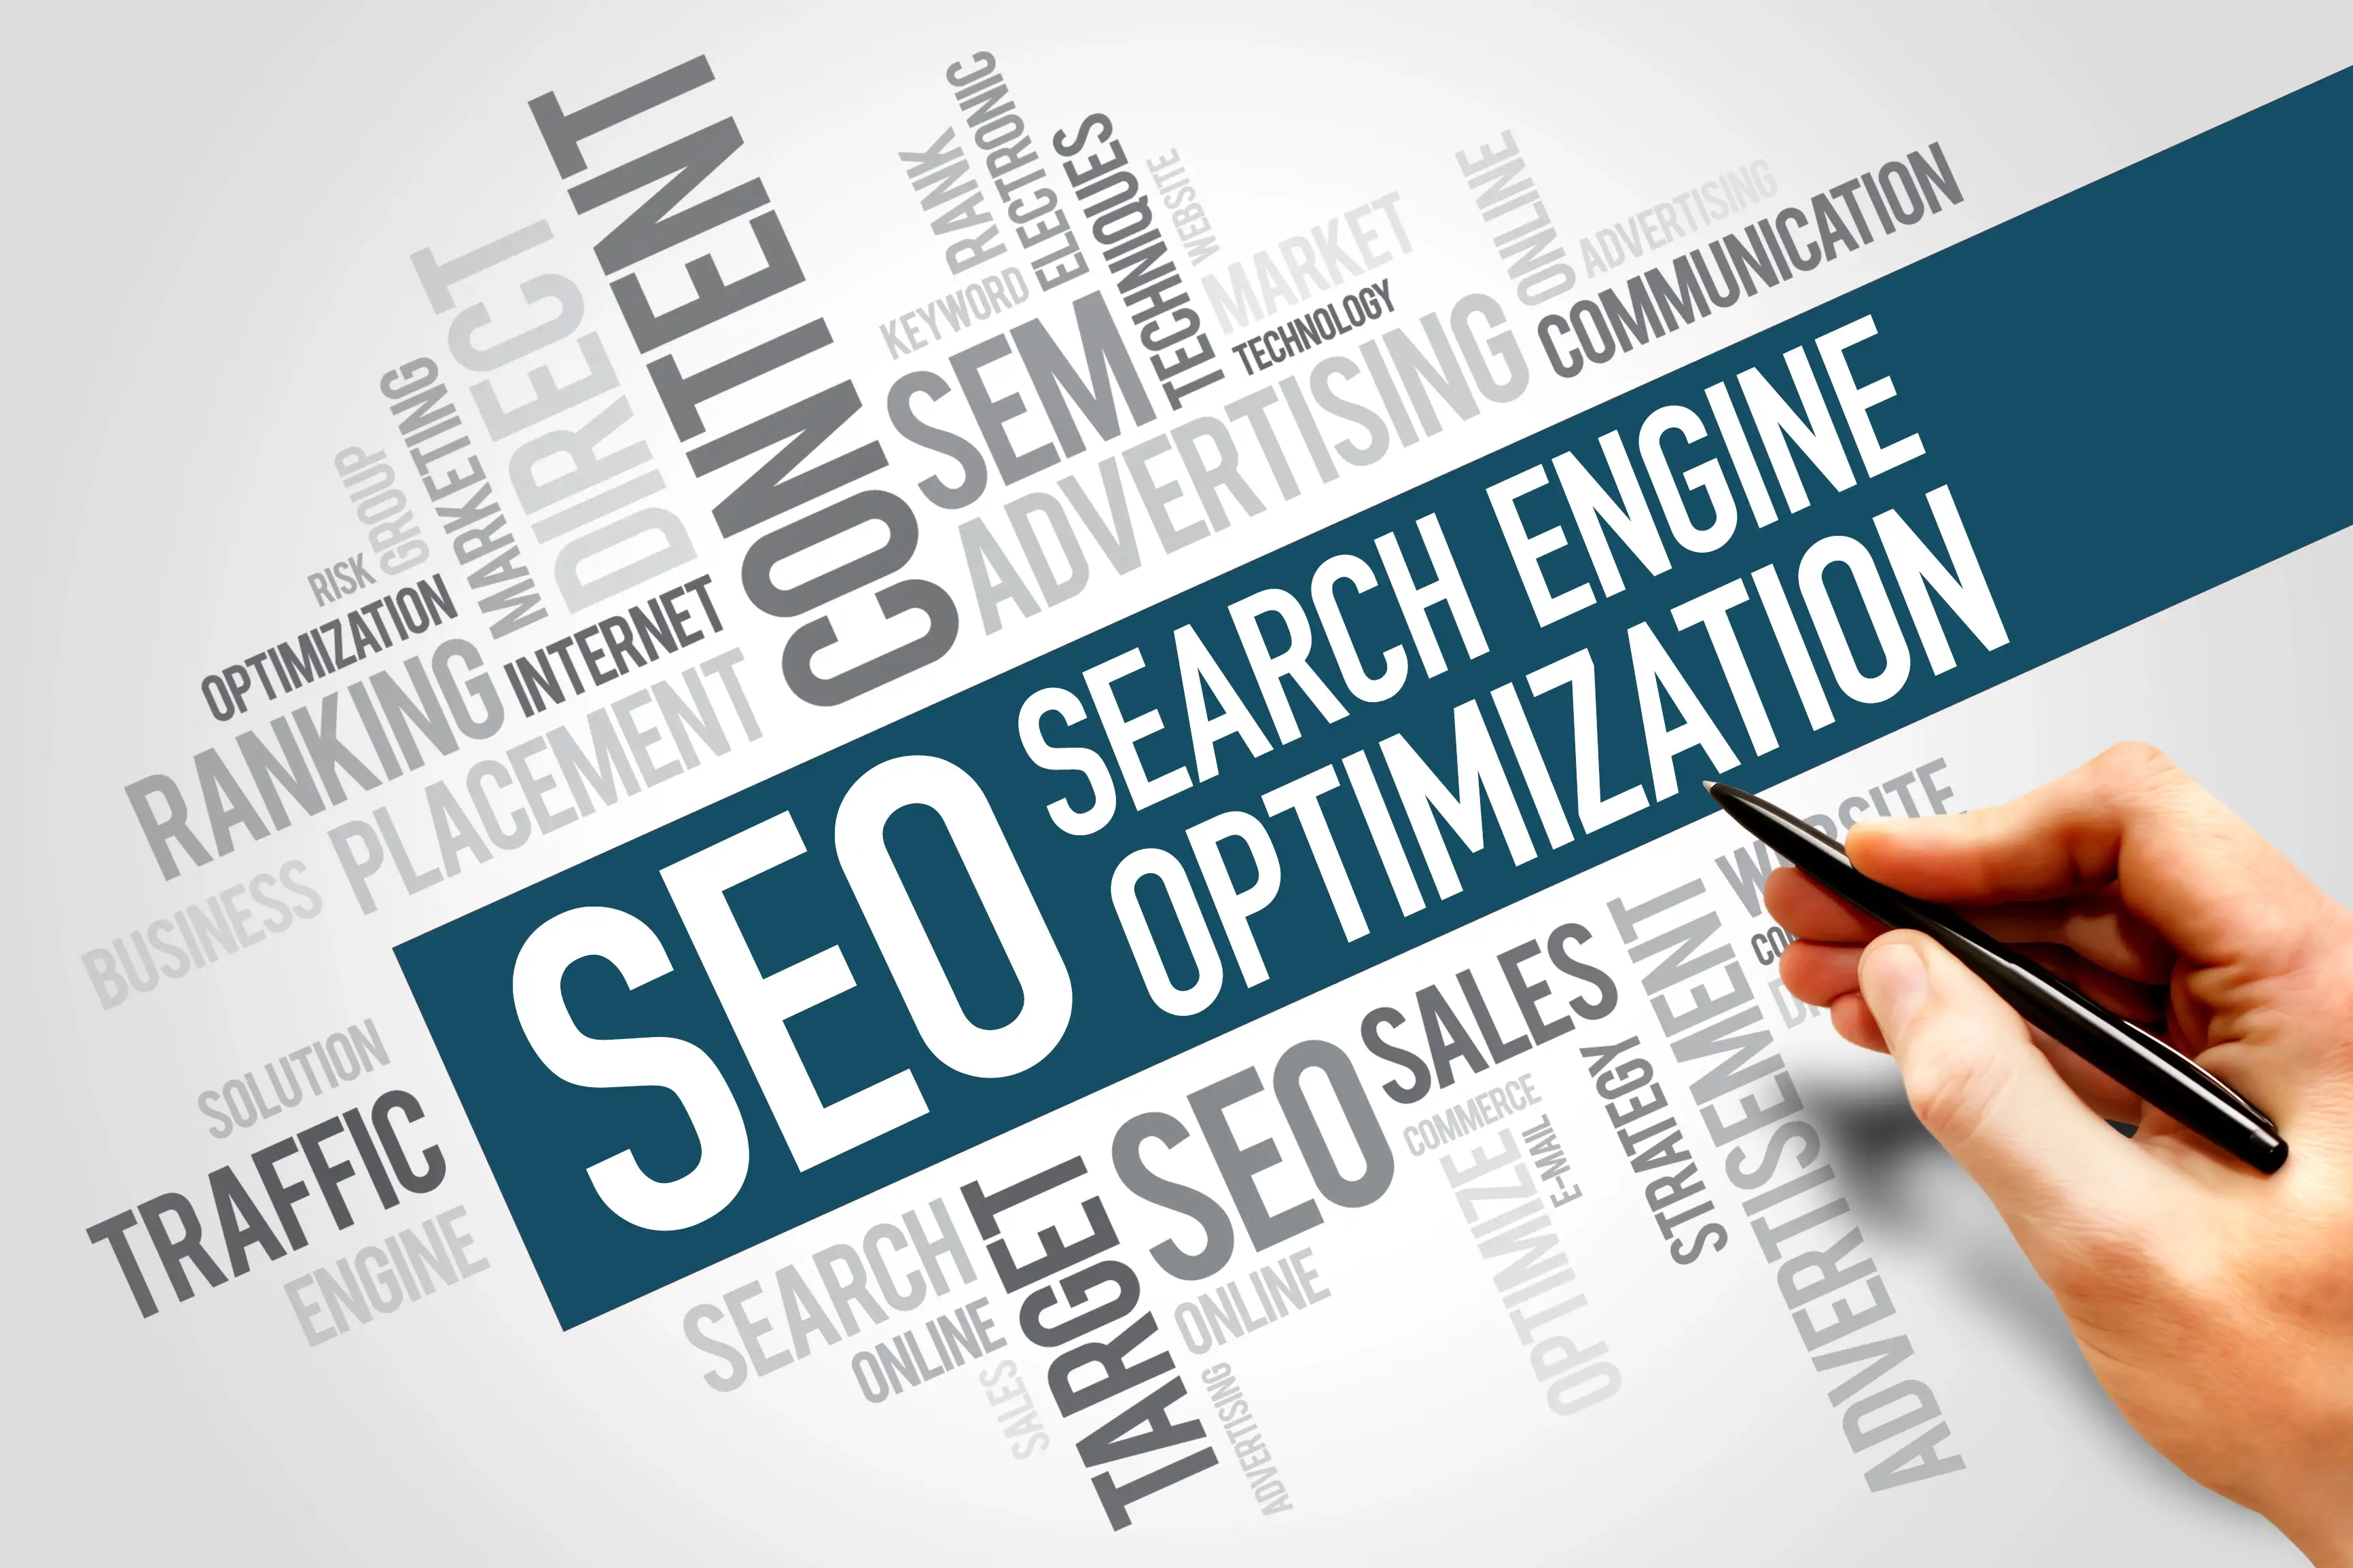 CONTENT
DIRECT
MARKETING
GROUP
RISK
OPTIMIZATION
RANKING
INTERNET
PLACEMENT
BUSINESS
RANK
ELECTRONIC
TECHNIQUES
WEBSITE
KEYWORD
SEM
MARKET
TECHNOLOGY
ADVERTISING
ONLINE
ADVERTISING
COMMUNICATION
SEO
SEARCH ENGINE
OPTIMIZATION
SOLUTION
TRAFFIC
ENGINE
SEARCH
ONLINE
SALES
TARGET
SEO
ONLINE
ADVERTISING
SALES
COMMERCE
E-MAIL
OPTIMIZE
STRATEGY
ADVERTISEMENT